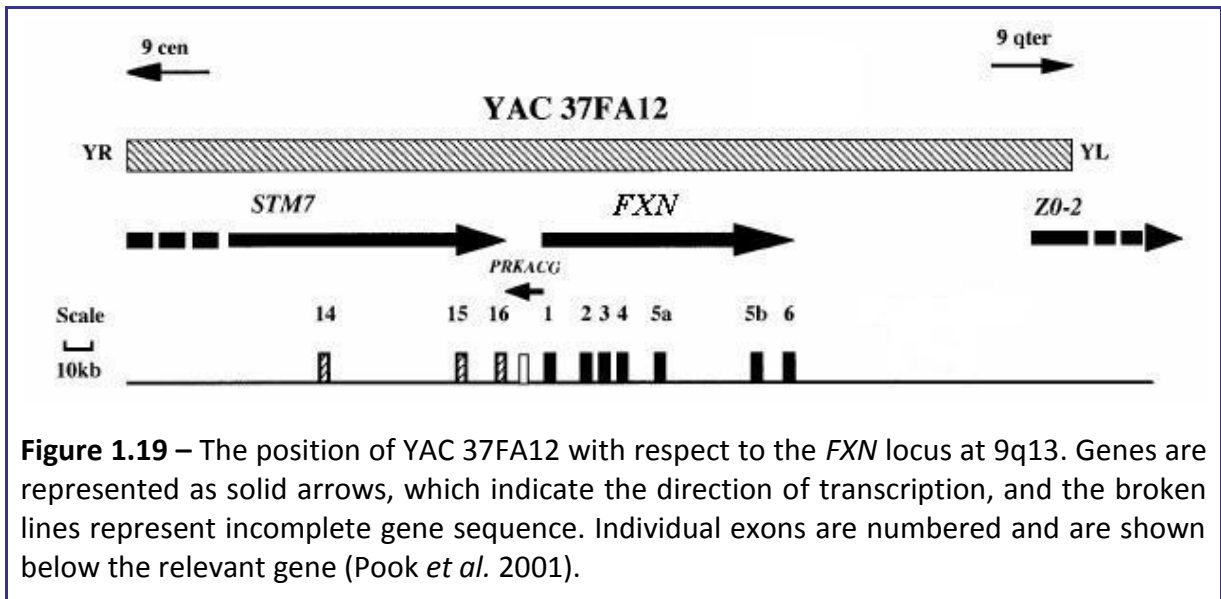 9 cen 9 qter
YAC 37FA12
YR YL
STM7 FXN Z0-2
PRKACG
Scale 14 15 16 1 2 3 4 5a 5b 6
10kb
Figure 1.19 – The position of YAC 37FA12 with respect to the FXN locus at 9q13. Genes are
represented as solid arrows, which indicate the direction of transcription, and the broken
lines represent incomplete gene sequence. Individual exons are numbered and are shown
below the relevant gene (Pook et al. 2001).